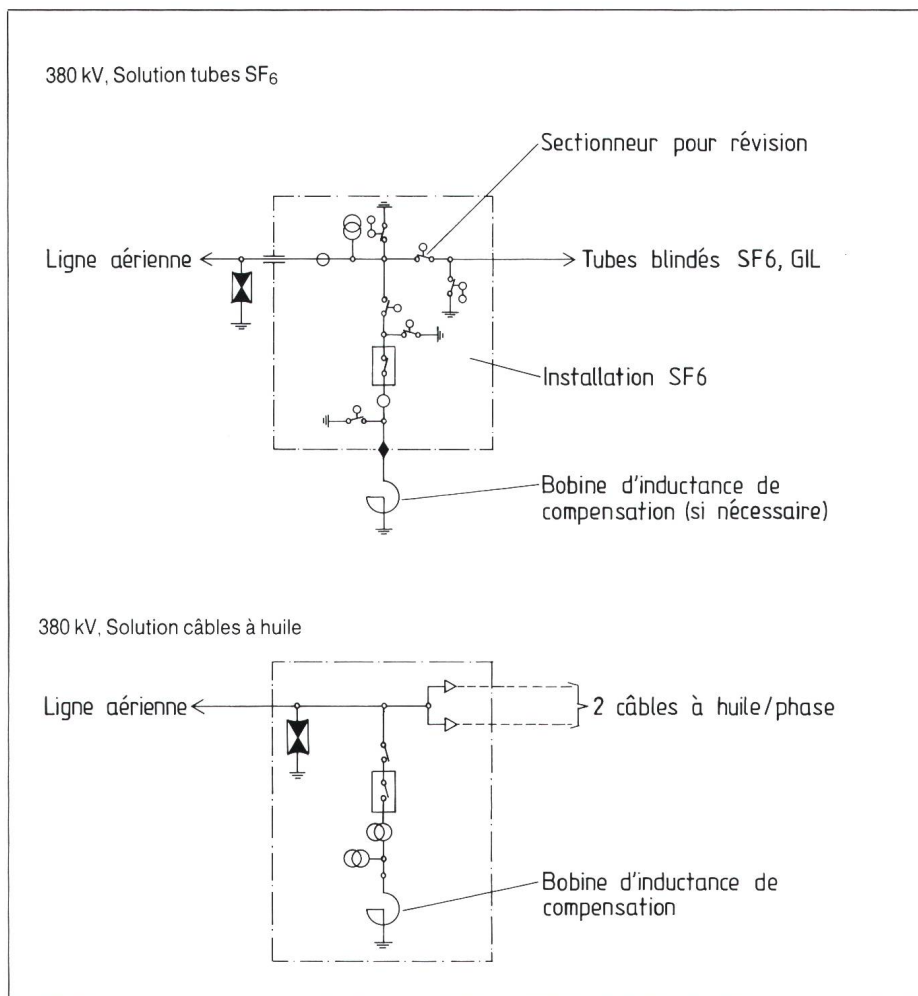 380 kV, Solution tubes SF6
Sectionneur pour révision
Ligne aérienne
Tubes blindés SF6, GIL
Installation SF6
Bobine d'inductance de
compensation (si nécessaire)
380 kV, Solution câbles à huile
Ligne aérienne
2 câbles à huile/phase
Bobine d'inductance de
compensation